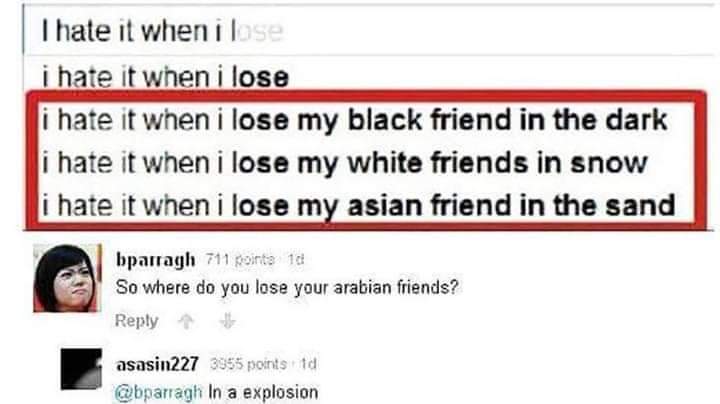 I hate it when i lose
i hate it when i lose
i hate it when i lose my black friend in the dark
i hate it when i lose my white friends in snow
i hate it when i lose my asian friend in the sand
bparragh 711 points · 1d
So where do you lose your arabian friends?
Reply
asasin227 3955 points · 1d
@bparragh In a explosion